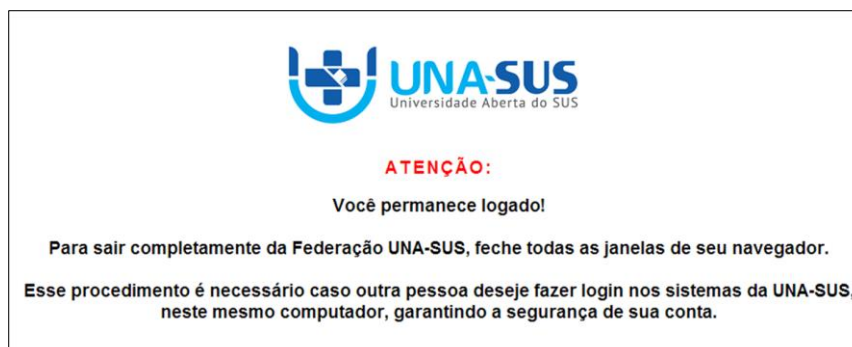 UNA-SUS
Universidade Aberta do SUS
ATENÇÃO:
Você permanece logado!
Para sair completamente da Federação UNA-SUS, feche todas as janelas de seu navegador.
Esse procedimento é necessário caso outra pessoa deseje fazer login nos sistemas da UNA-SUS,
neste mesmo computador, garantindo a segurança de sua conta.